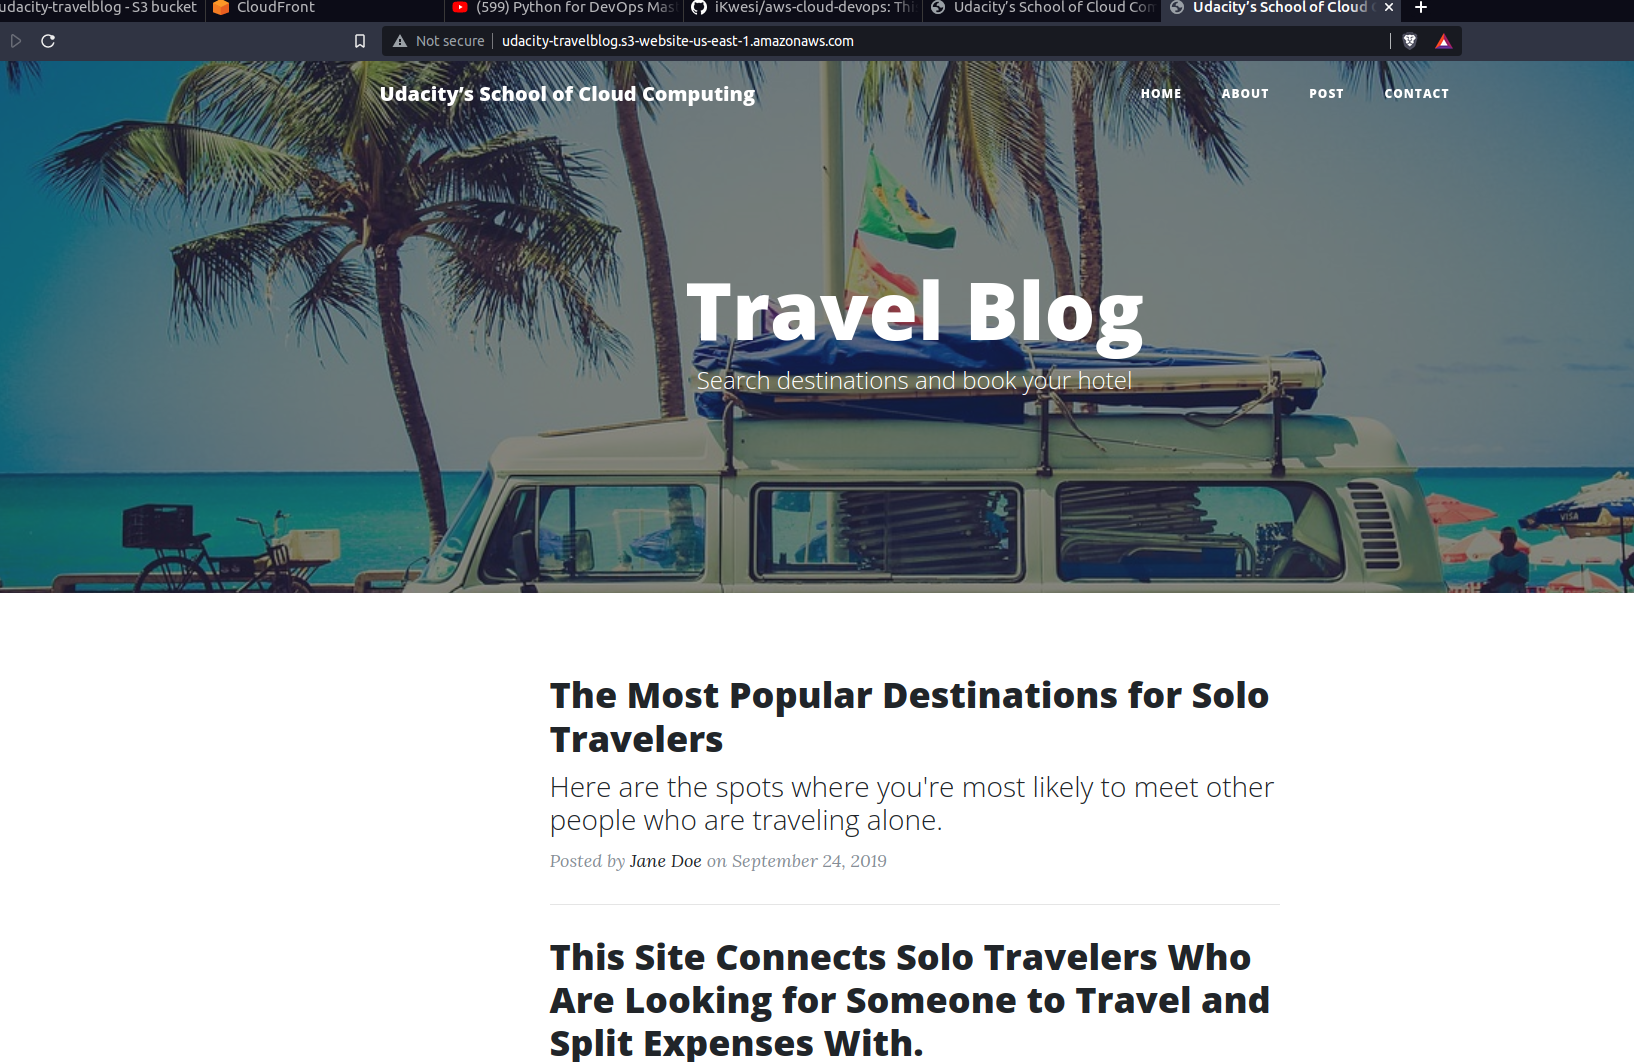 udacity-travelblog - S3 bucket
CloudFront
(599) Python for DevOps Mast
iKwesi/aws-cloud-devops: This
Udacity's School of Cloud Com
Udacity's School of Cloud C
Not secure
udacity-travelblog.s3-website-us-east-1.amazonaws.com
Udacity's School of Cloud Computing
HOME
ABOUT
POST
CONTACT
Travel Blog
Search destinations and book your hotel
VISA
The Most Popular Destinations for Solo
Travelers
Here are the spots where you're most likely to meet other
people who are traveling alone.
Posted by Jane Doe on September 24, 2019
This Site Connects Solo Travelers Who
Are Looking for Someone to Travel and
Split Expenses With.